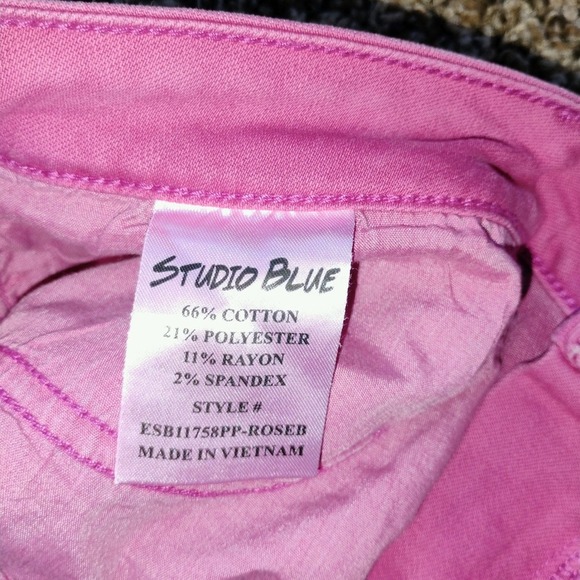 STUDIO BLUE
66% COTTON
21% POLYESTER
11% RAYON
2% SPANDEX
STYLE #
ESB11758PP-ROSEB
MADE IN VIETNAM